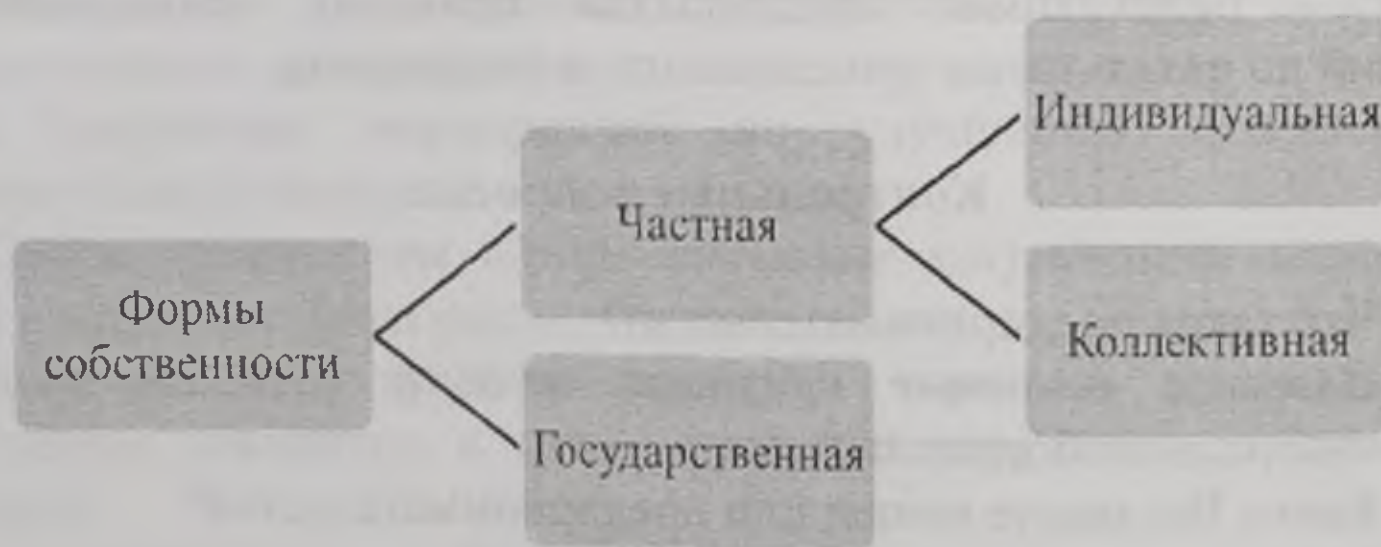 Формы
собственности
Частная
Государственная
Индивидуальная
Коллективная